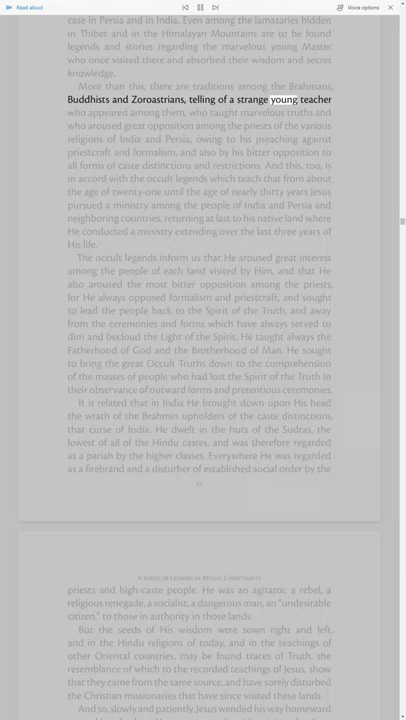 Read aloud
Voice options
case in Persia and in India. Even among the lamasaries hidden
in Thibet and in the Himalayan Mountains are to be found
legends and stories regarding the marvelous young Master
who once visited there and absorbed their wisdom and secret
knowledge.
More than this, there are traditions among the Brahmans,
Buddhists and Zoroastrians, telling of a strange young teacher
who appeared among them, who taught marvelous truths and
who aroused great opposition among the priests of the various
religions of India and Persia, owing to his preaching against
priestcraft and formalism, and also by his bitter opposition to
all forms of caste distinctions and restrictions. And this, too, is
in accord with the occult legends which teach that from about
the age of twenty-one until the age of nearly thirty years Jesus
pursued a ministry among the people of India and Persia and
neighboring countries, returning at last to his native land where
He conducted a ministry extending over the last three years of
His life.
The occult legends inform us that He aroused great interest
among the people of each land visited by Him, and that He
also aroused the most bitter opposition among the priests,
for He always opposed formalism and priestcraft, and sought
to lead the people back to the Spirit of the Truth, and away
from the ceremonies and forms which have always served to
dim and becloud the Light of the Spirit. He taught always the
Fatherhood of God and the Brotherhood of Man. He sought
to bring the great Occult Truths down to the comprehension
of the masses of people who had lost the Spirit of the Truth in
their observance of outward forms and pretentious ceremonies.
It is related that in India He brought down upon His head
the wrath of the Brahmin upholders of the caste distinctions,
that curse of India. He dwelt in the huts of the Sudras, the
lowest of all of the Hindu castes, and was therefore regarded
as a pariah by the higher classes. Everywhere He was regarded
as a firebrand and a disturber of established social order by the
A Series of Lessons in Mystic Christianity
priests and high-caste people. He was an agitator, a rebel, a
religious renegade, a socialist, a dangerous man, an “undesirable
citizen,” to those in authority in those lands.
But the seeds of His wisdom were sown right and left,
and in the Hindu religions of today, and in the teachings of
other Oriental countries, may be found traces of Truth, the
resemblance of which to the recorded teachings of Jesus, show
that they came from the same source, and have sorely disturbed
the Christian missionaries that have since visited these lands.
And so, slowly and patiently, Jesus wended his way homeward